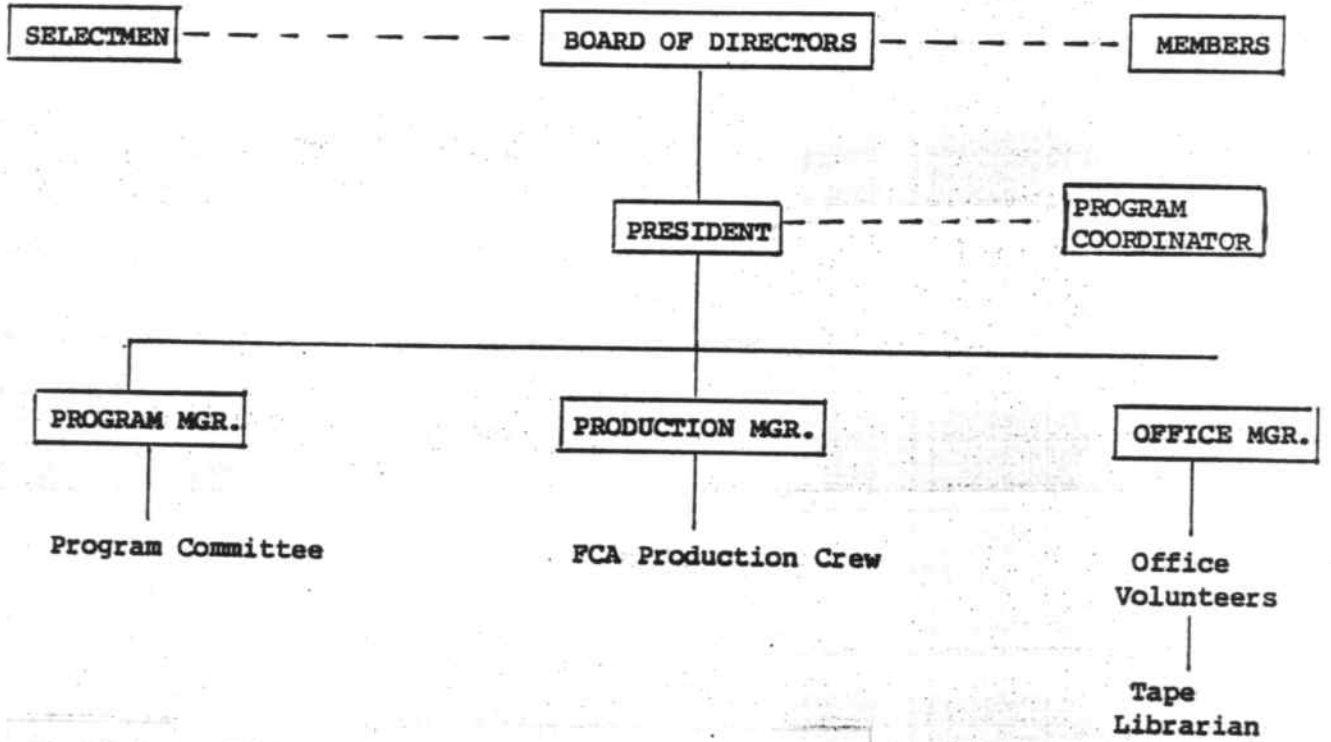 SELECTMEN
BOARD OF DIRECTORS
MEMBERS
PRESIDENT
PROGRAM
COORDINATOR
PROGRAM MGR.
PRODUCTION MGR.
OFFICE MGR.
Program Committee
FCA Production Crew
Office
Volunteers
Tape
Librarian